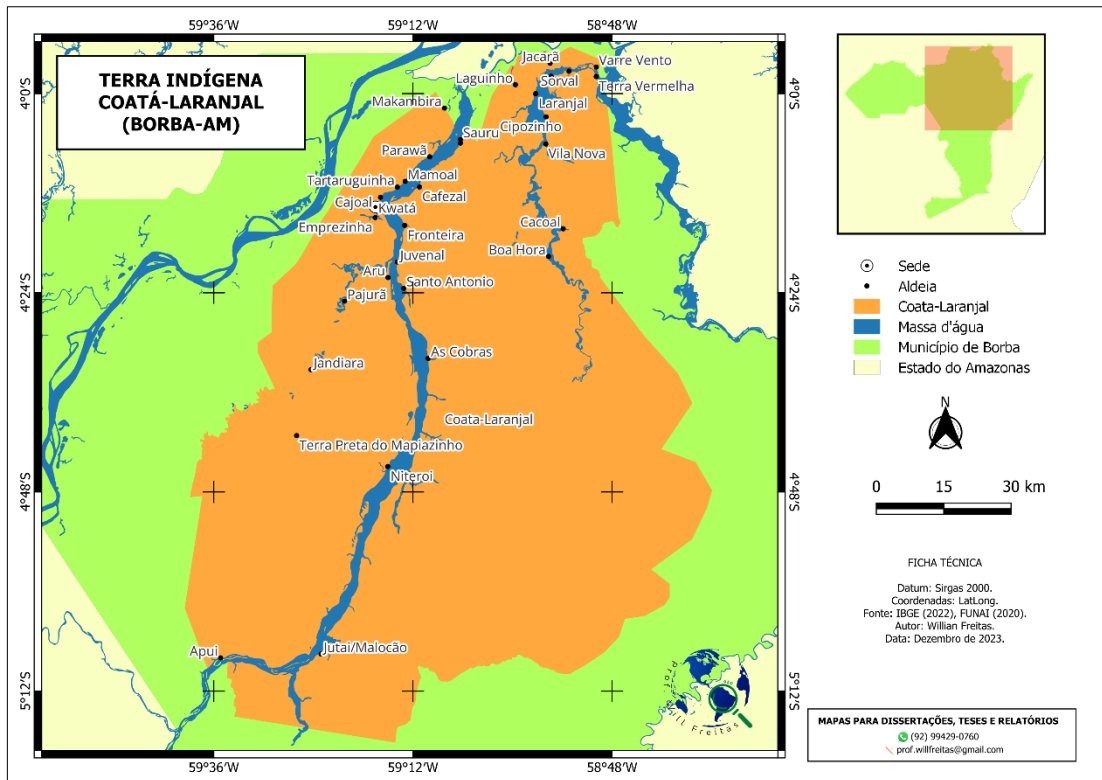 59°36'W
59°12'W
58°48'W
TERRA INDÍGENA
COATÁ-LARANJAL
(BORBA-AM)
4°0'S
4°24'S
4°48'S
5°12'S
Jacarã
Varre Vento
Laguinho
Sorval
Terra Vermelha
Makambira
Laranjal
Cipozinho
Sauru
Parawã
Vila Nova
Mamoal
Tartaruguinha
Cafezal
Cajoal
Kwatá
Emprezinha
Fronteira
Cacoal
Juvenal
Boa Hora
Aru
Santo Antonio
Pajurã
As Cobras
Jandiara
Coata-Laranjal
Terra Preta do Mapiazinho
Niteroi
Jutai/Malocão
Apui
4°0'S
4°24'S
4°48'S
5°12'S
59°36'W
59°12'W
58°48'W
Prof. Will Freitas
Sede
Aldeia
Coata-Laranjal
Massa d'água
Município de Borba
Estado do Amazonas
N
0 15 30 km
FICHA TÉCNICA
Datum: Sirgas 2000.
Coordenadas: LatLong.
Fonte: IBGE (2022), FUNAI (2020).
Autor: Willian Freitas.
Data: Dezembro de 2023.
MAPAS PARA DISSERTAÇÕES, TESES E RELATÓRIOS
(92) 99429-0760
prof.willfreitas@gmail.com